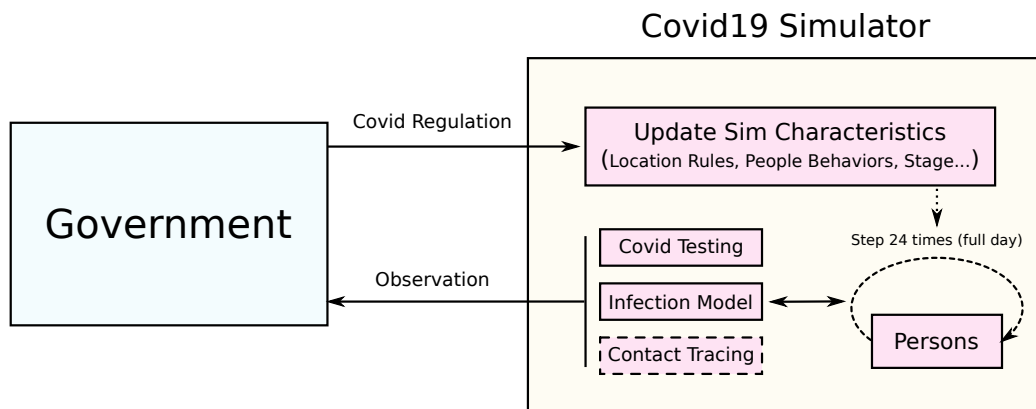 Covid19 Simulator
Covid Regulation
Update Sim Characteristics
(Location Rules, People Behaviors, Stage...)
Government
Step 24 times (full day)
Covid Testing
Observation
Infection Model
Persons
Contact Tracing